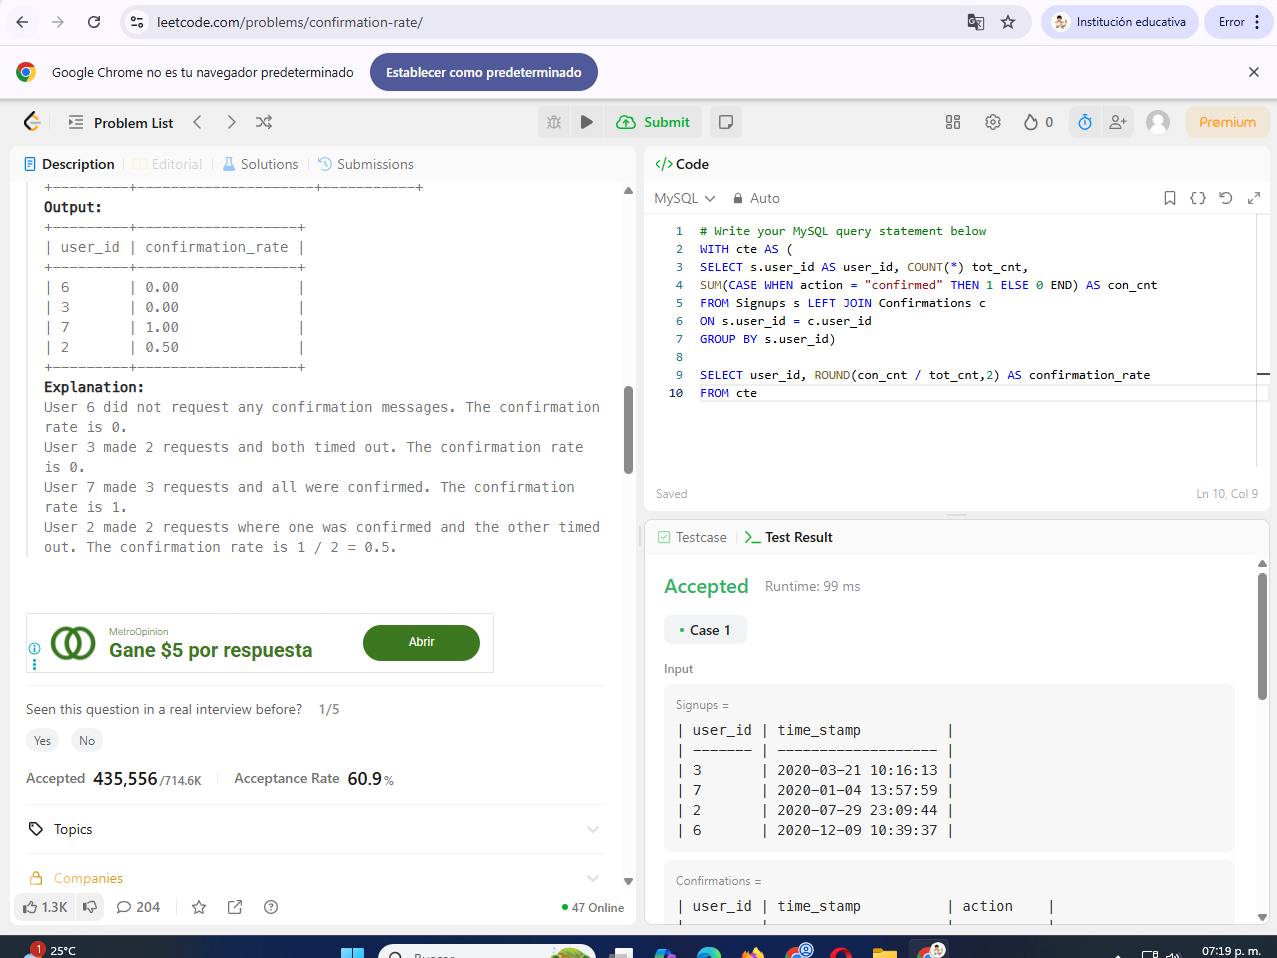 leetcode.com/problems/confirmation-rate/
Institución educativa
Error
Google Chrome no es tu navegador predeterminado
Establecer como predeterminado
Problem List
Submit
0
Premium
Description
Editorial
Solutions
Submissions
+---------+---------------------+-----------+
Output:
+---------+-------------------+
| user_id | confirmation_rate |
+---------+-------------------+
| 6       | 0.00              |
| 3       | 0.00              |
| 7       | 1.00              |
| 2       | 0.50              |
+---------+-------------------+
Explanation:
User 6 did not request any confirmation messages. The confirmation
rate is 0.
User 3 made 2 requests and both timed out. The confirmation rate
is 0.
User 7 made 3 requests and all were confirmed. The confirmation
rate is 1.
User 2 made 2 requests where one was confirmed and the other timed
out. The confirmation rate is 1 / 2 = 0.5.
MetroOpinion
Gane $5 por respuesta
Abrir
Seen this question in a real interview before? 1/5
Yes
No
Accepted 435,556/714.6K
Acceptance Rate 60.9%
Topics
Companies
1.3K
204
47 Online
Code
MySQL
Auto
1 # Write your MySQL query statement below
2 WITH cte AS (
3 SELECT s.user_id AS user_id, COUNT(*) tot_cnt,
4 SUM(CASE WHEN action = "confirmed" THEN 1 ELSE 0 END) AS con_cnt
5 FROM Signups s LEFT JOIN Confirmations c
6 ON s.user_id = c.user_id
7 GROUP BY s.user_id)
8
9 SELECT user_id, ROUND(con_cnt / tot_cnt,2) AS confirmation_rate
10 FROM cte
Saved
Ln 10, Col 9
Testcase
Test Result
Accepted
Runtime: 99 ms
Case 1
Input
Signups =
| user_id | time_stamp          |
| ------- | ------------------- |
| 3       | 2020-03-21 10:16:13 |
| 7       | 2020-01-04 13:57:59 |
| 2       | 2020-07-29 23:09:44 |
| 6       | 2020-12-09 10:39:37 |
Confirmations =
| user_id | time_stamp          | action    |
1
25°C
07:19 p. m.